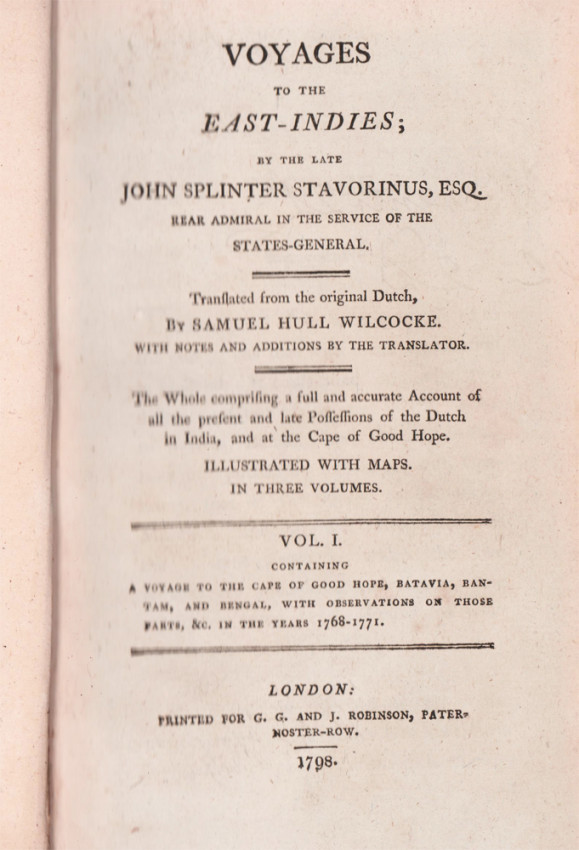 VOYAGES
TO THE
EAST-INDIES;
BY THE LATE
JOHN SPLINTER STAVORINUS, ESQ.
REAR ADMIRAL IN THE SERVICE OF THE
STATES-GENERAL.
Tranſlated from the original Dutch,
By SAMUEL HULL WILCOCKE.
WITH NOTES AND ADDITIONS BY THE TRANSLATOR.
The Whole compriſing a full and accurate Account of
all the preſent and late Poſſeſſions of the Dutch
in India, and at the Cape of Good Hope.
ILLUSTRATED WITH MAPS.
IN THREE VOLUMES.
VOL. I.
CONTAINING
A VOYAGE TO THE CAPE OF GOOD HOPE, BATAVIA, BAN-
TAM, AND BENGAL, WITH OBSERVATIONS ON THOSE
PARTS, &c. IN THE YEARS 1768-1771.
LONDON:
PRINTED FOR G. G. AND J. ROBINSON, PATER-
NOSTER-ROW.
1798.